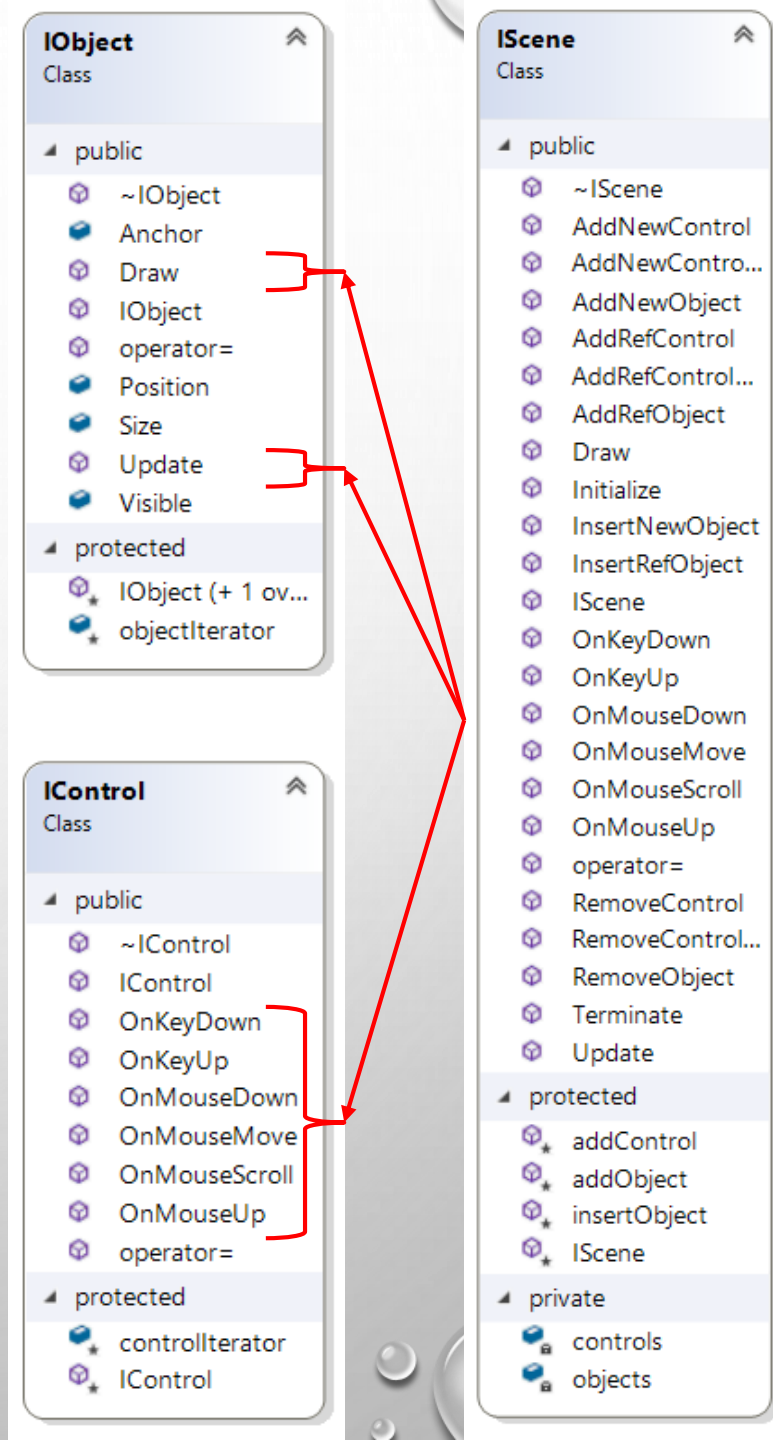 IObject
Class
public
~IObject
Anchor
Draw
IObject
operator=
Position
Size
Update
Visible
protected
IObject (+ 1 ov...
objectIterator
IControl
Class
public
~IControl
IControl
OnKeyDown
OnKeyUp
OnMouseDown
OnMouseMove
OnMouseScroll
OnMouseUp
operator=
protected
controlIterator
IControl
IScene
Class
public
~IScene
AddNewControl
AddNewContro...
AddNewObject
AddRefControl
AddRefControl...
AddRefObject
Draw
Initialize
InsertNewObject
InsertRefObject
IScene
OnKeyDown
OnKeyUp
OnMouseDown
OnMouseMove
OnMouseScroll
OnMouseUp
operator=
RemoveControl
RemoveControl...
RemoveObject
Terminate
Update
protected
addControl
addObject
insertObject
IScene
private
controls
objects